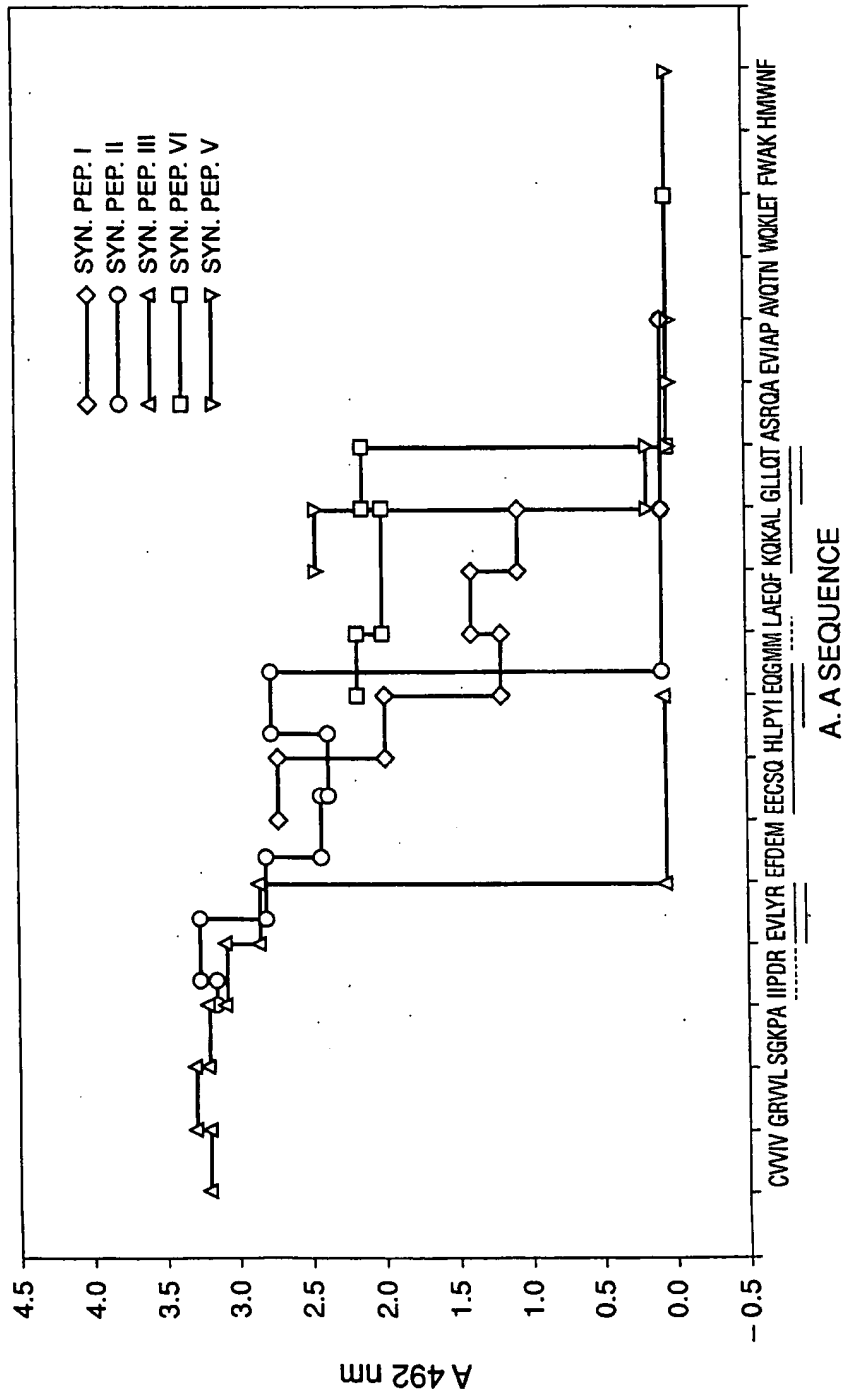 SYN. PEP. I
SYN. PEP. II
SYN. PEP. III
SYN. PEP. VI
SYN. PEP. V
4.5
4.0
3.5
3.0
2.5
2.0
1.5
1.0
0.5
0.0
– 0.5
A 492 nm
CVVIV GRVVL SGKPA IIPDR EVLYR EFDEM EECSQ HLPYI EQGMM LAEQF KQKAL GLLQT ASRQA EVIAP AVQTN WQKLET FWAK HMWNF
A. A SEQUENCE